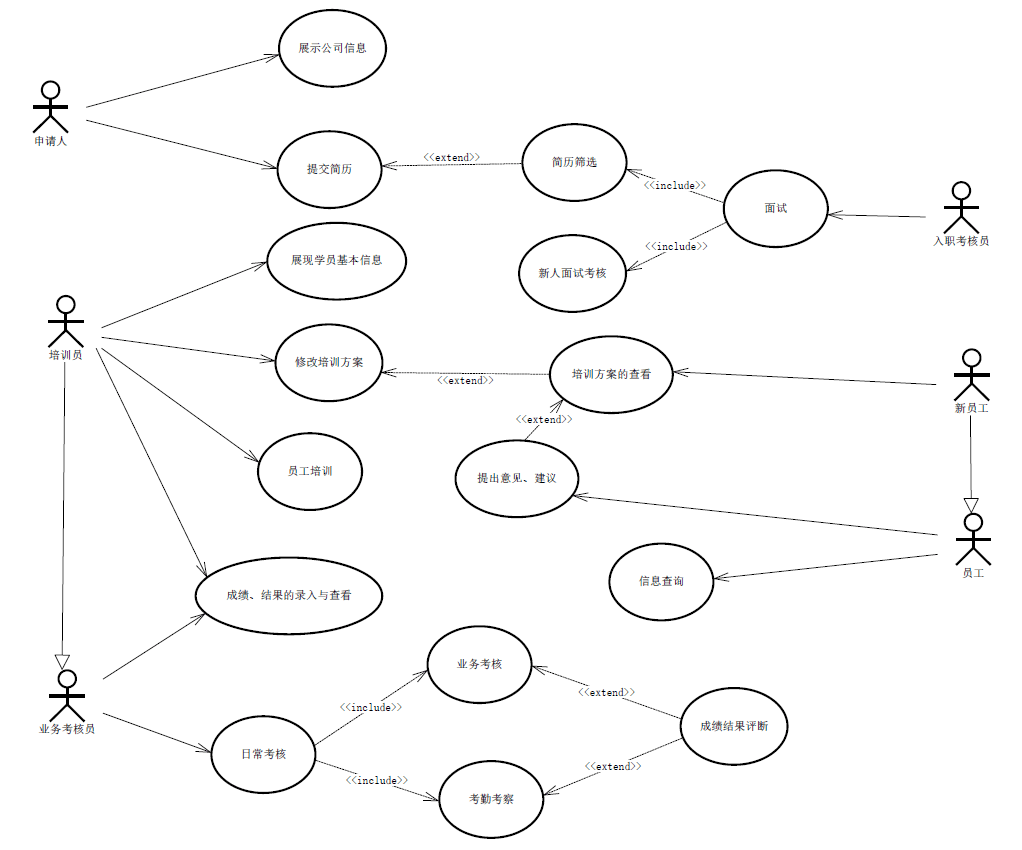 展示公司信息
申请人
提交简历
<<extend>>
简历筛选
<<include>>
面试
入职考核员
<<include>>
展现学员基本信息
新人面试考核
培训员
修改培训方案
<<extend>>
培训方案的查看
新员工
<<extend>>
员工培训
提出意见、建议
员工
信息查询
成绩、结果的录入与查看
业务考核
<<extend>>
业务考核员
<<include>>
成绩结果评断
日常考核
<<extend>>
<<include>>
考勤考察